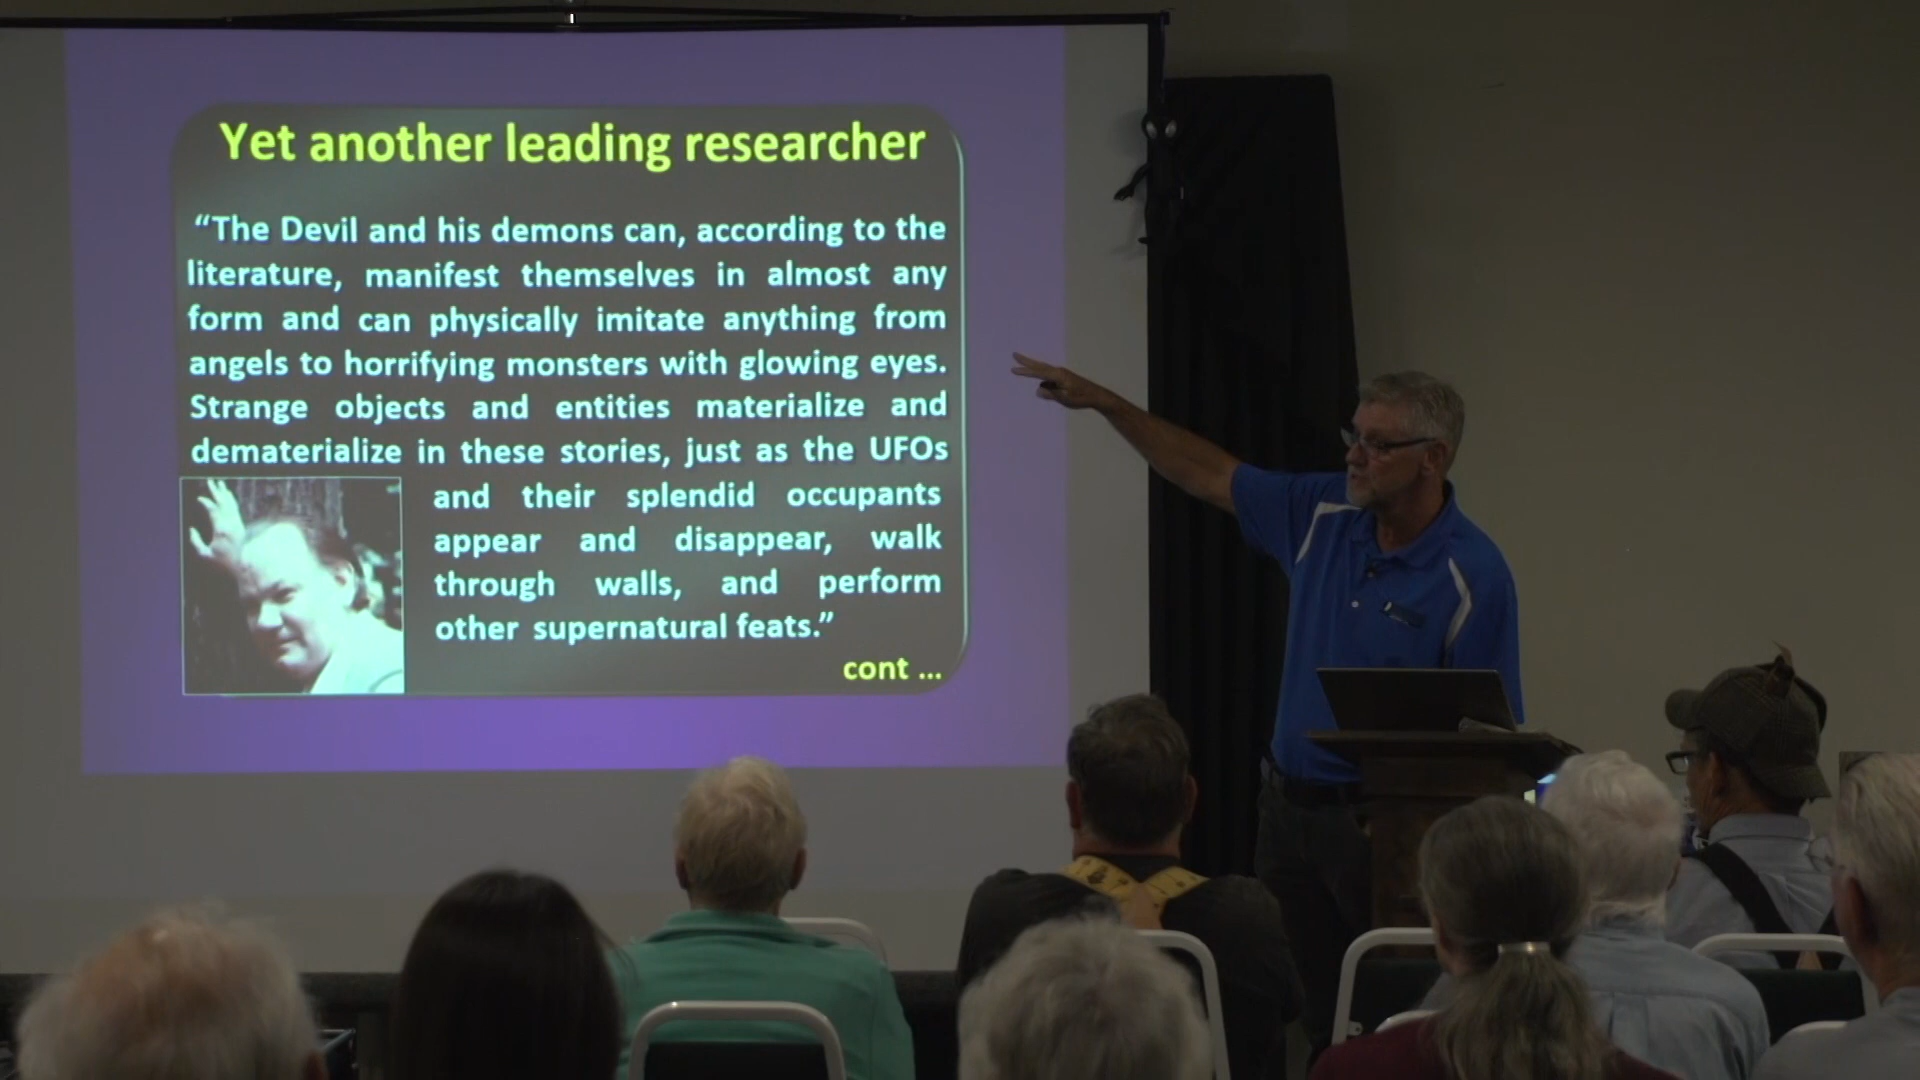 Yet another leading researcher
“The Devil and his demons can, according to the
literature, manifest themselves in almost any
form and can physically imitate anything from
angels to horrifying monsters with glowing eyes.
Strange objects and entities materialize and
dematerialize in these stories, just as the UFOs
and their splendid occupants
appear and disappear, walk
through walls, and perform
other supernatural feats.”
cont ...